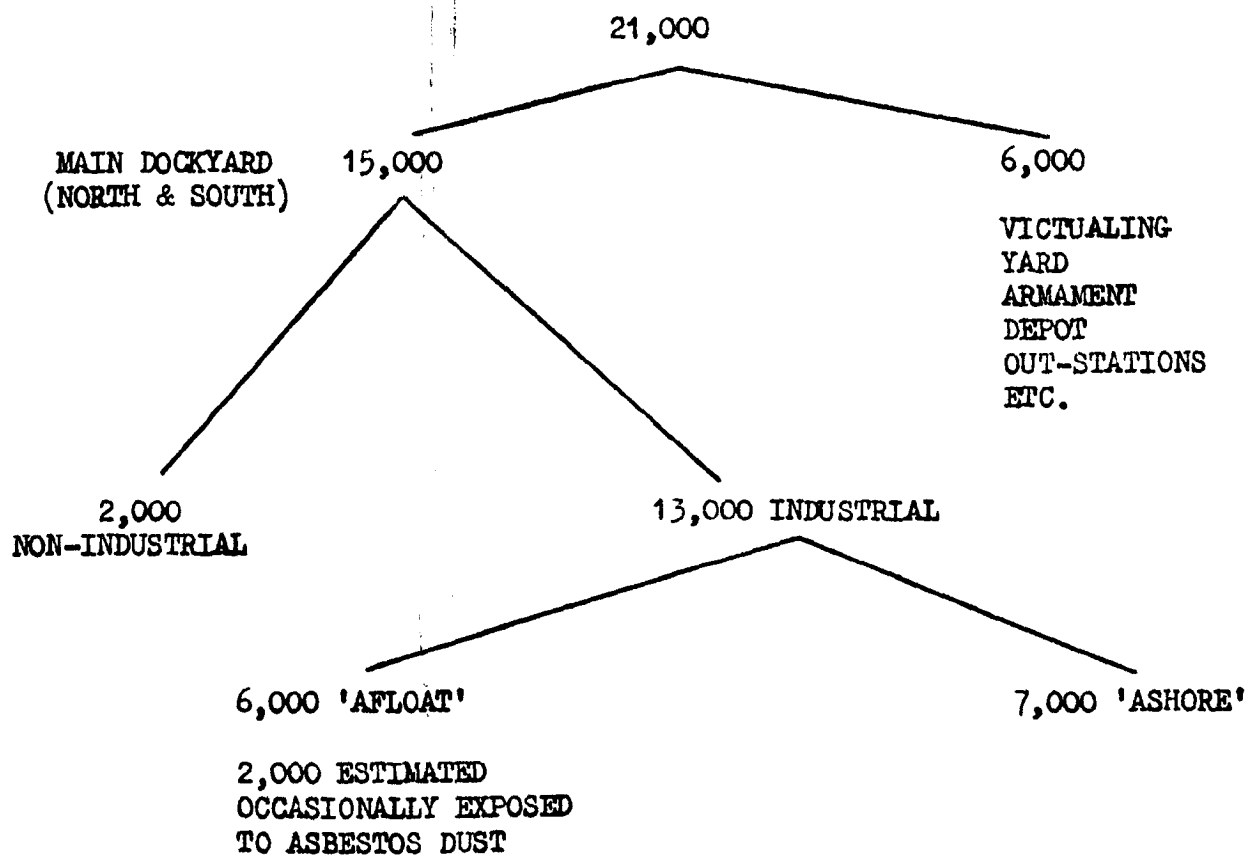 21,000
MAIN DOCKYARD 15,000
(NORTH & SOUTH)
6,000
VICTUALING
YARD
ARMAMENT
DEPOT
OUT-STATIONS
ETC.
2,000
NON-INDUSTRIAL
13,000 INDUSTRIAL
6,000 'AFLOAT'
2,000 ESTIMATED
OCCASIONALLY EXPOSED
TO ASBESTOS DUST
7,000 'ASHORE'